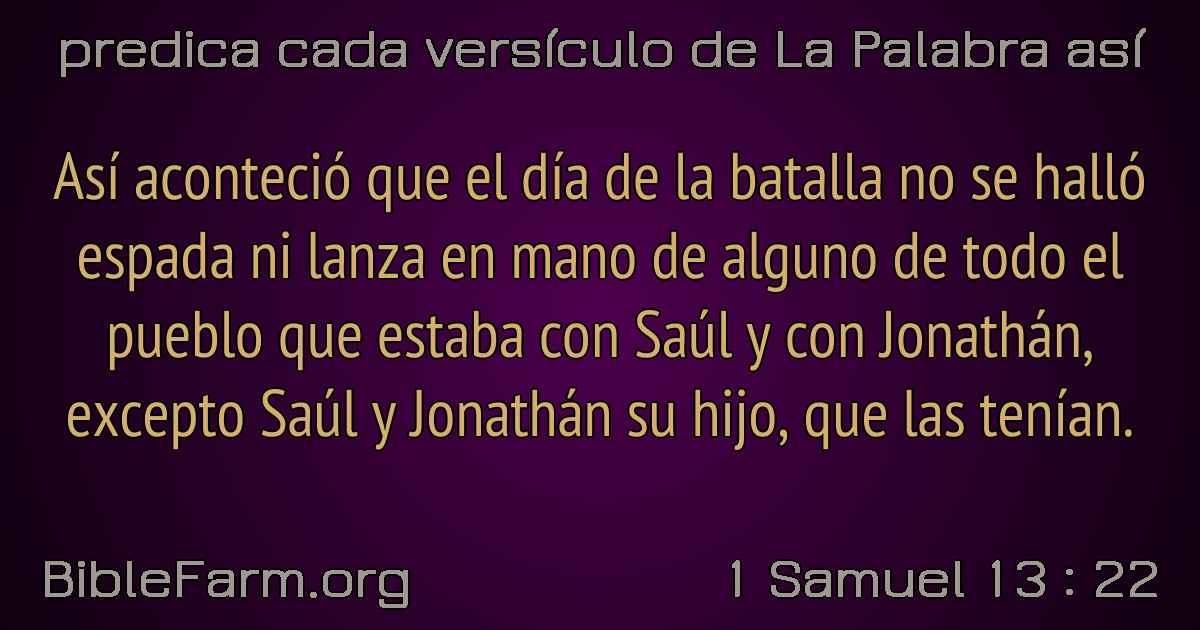 predica cada versículo de La Palabra así
Así aconteció que el día de la batalla no se halló
espada ni lanza en mano de alguno de todo el
pueblo que estaba con Saúl y con Jonathán,
excepto Saúl y Jonathán su hijo, que las tenían.
BibleFarm.org
1 Samuel 13 : 22